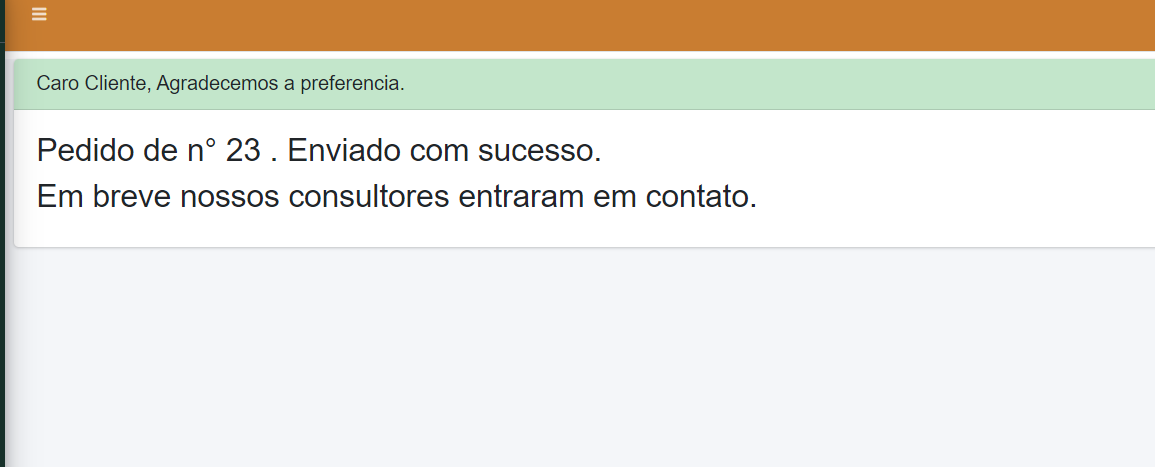 Caro Cliente, Agradecemos a preferencia.
Pedido de n° 23 . Enviado com sucesso.
Em breve nossos consultores entraram em contato.